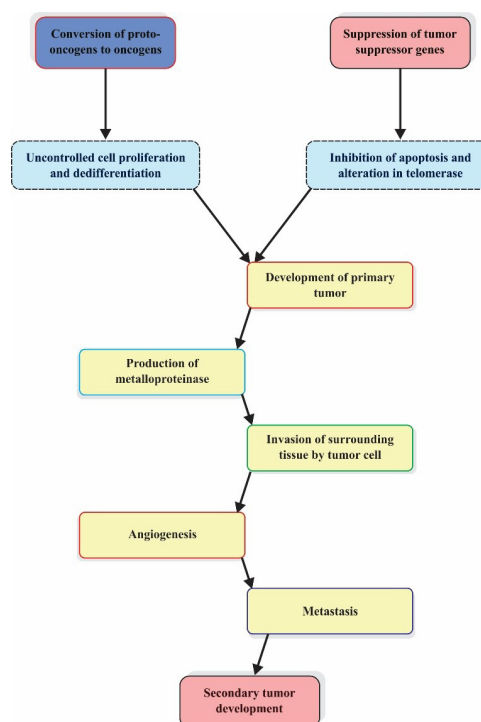 Conversion of proto-
oncogens to oncogens
Suppression of tumor
suppressor genes
Uncontrolled cell proliferation
and dedifferentiation
Inhibition of apoptosis and
alteration in telomerase
Development of primary
tumor
Production of
metalloproteinase
Invasion of surrounding
tissue by tumor cell
Angiogenesis
Metastasis
Secondary tumor
development